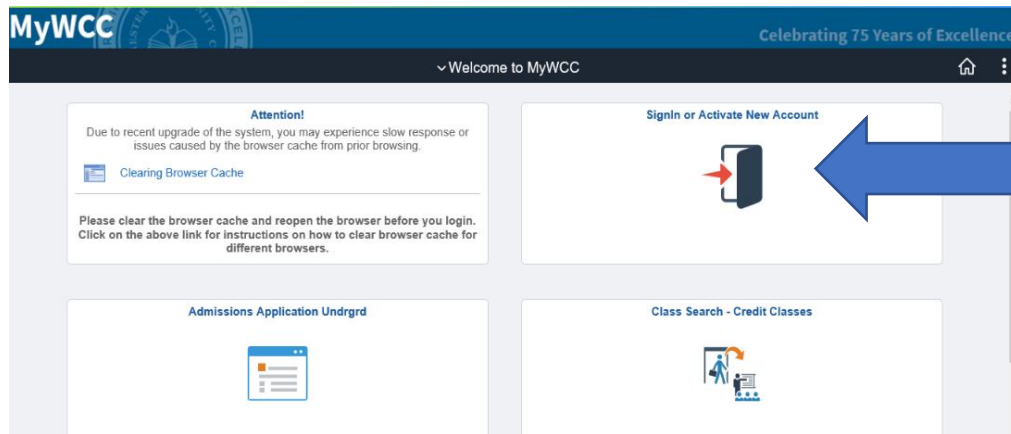 MyWCC
Celebrating 75 Years of Excellence
Welcome to MyWCC
Attention!
Due to recent upgrade of the system, you may experience slow response or
issues caused by the browser cache from prior browsing.
Clearing Browser Cache
Please clear the browser cache and reopen the browser before you login.
Click on the above link for instructions on how to clear browser cache for
different browsers.
SignIn or Activate New Account
Admissions Application Undrgrd
Class Search - Credit Classes